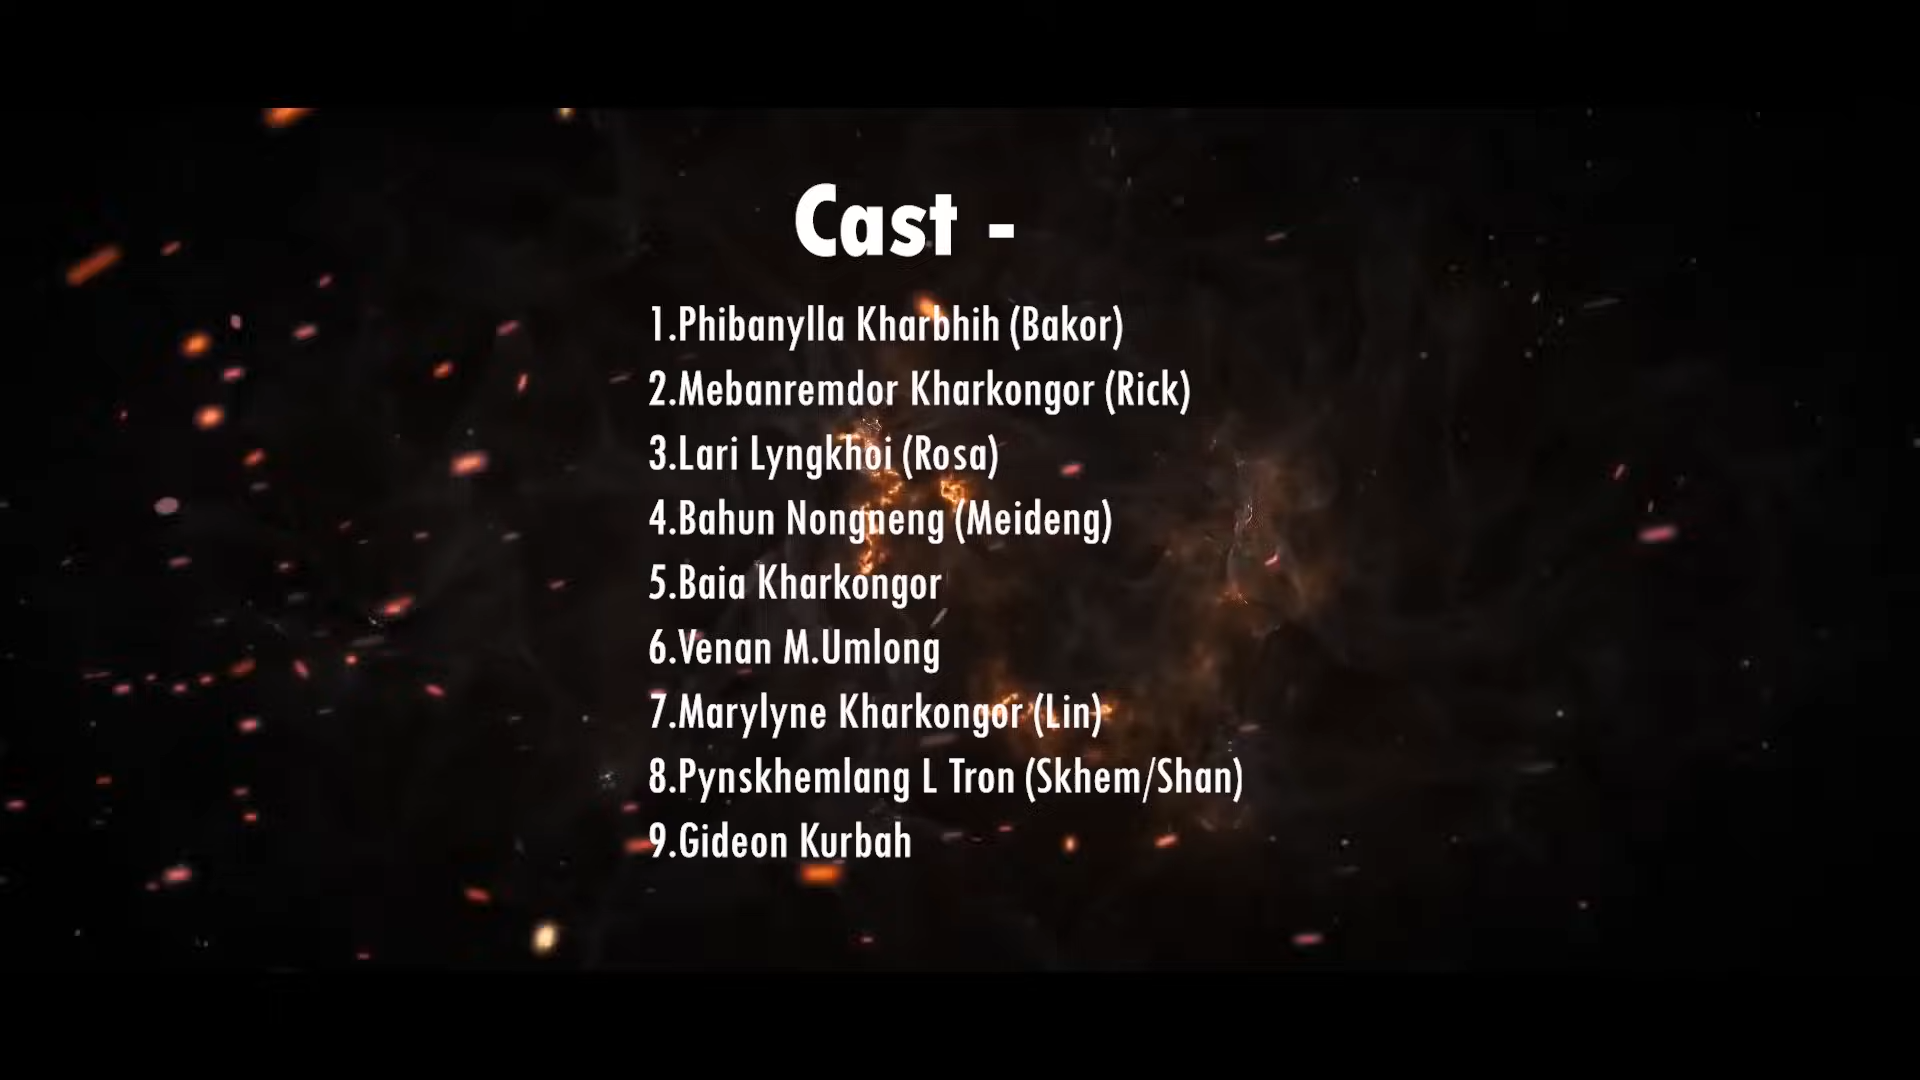 Cast -
1.Phibanylla Kharbhih (Bakor)
2.Mebanremdor Kharkongor (Rick)
3.Lari Lyngkhoi (Rosa)
4.Bahun Nongneng (Meideng)
5.Baia Kharkongor
6.Venan M.Umlong
7.Marylyne Kharkongor (Lin)
8.Pynskhemlang L Tron (Skhem/Shan)
9.Gideon Kurbah